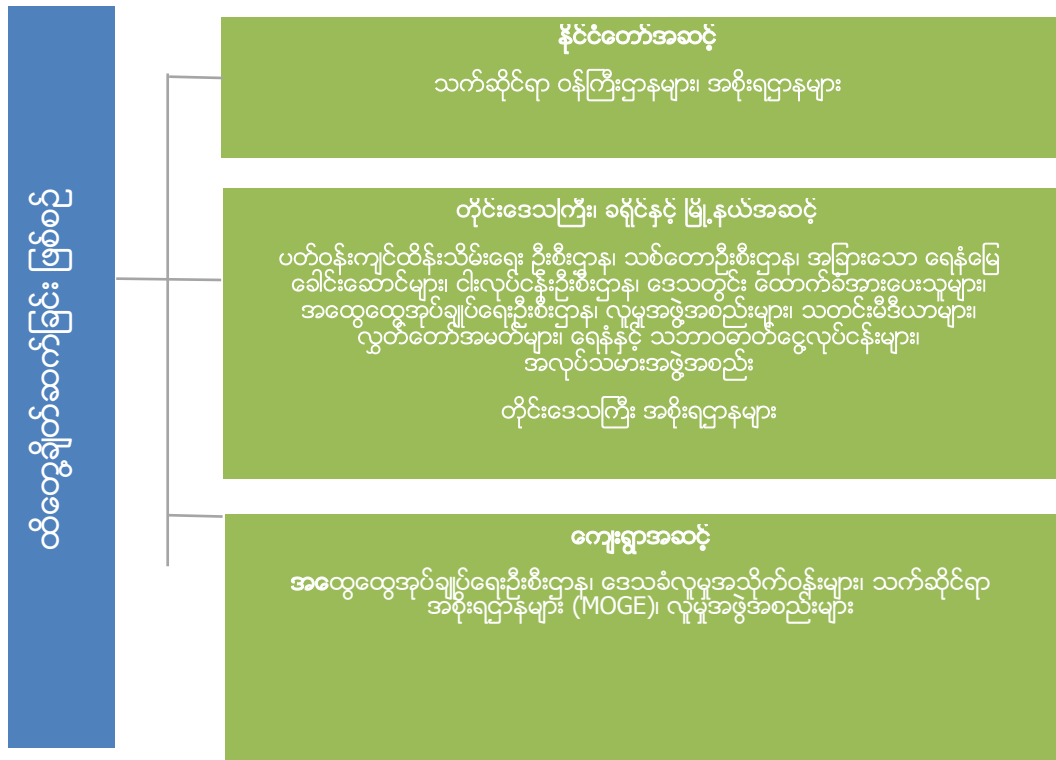 ထိတွေ့ချိတ်ဆင်ာခြင်း ဖြစ်စဉ်
နိုင်ငံတော်အဆင့်
သက်ဆိုင်ရာ ဝန်ကြီးဌာနများ၊ အစိုးရဌာနများ
တိုင်းဒေသကြီး၊ ခရိုင်နှင့် မြို့နယ်အဆင့်
ပတ်ဝန်းကျင်ထိန်းသိမ်းရေး ဦးစီးဌာန၊ သစ်တောဦးစီးဌာန၊ အခြားသော ရေနံမြေ
ခေါင်းဆောင်များ၊ ငါးလုပ်ငန်းဦးစီးဌာန၊ ဒေသတွင်း ထောက်ခံအားပေးသူများ၊
အထွေထွေအုပ်ချုပ်ရေးဦးစီးဌာန၊ လူမှုအဖွဲ့အစည်းများ၊ သတင်းမီဒီယာများ၊
လွှတ်တော်အမတ်များ၊ ရေနံနှင့် သဘာဝဓာတ်ငွေ့လုပ်ငန်းများ၊
အလုပ်သမားအဖွဲ့အစည်း
တိုင်းဒေသကြီး အစိုးရဌာနများ
ကျေးရွာအဆင့်
အထွေထွေအုပ်ချုပ်ရေးဦးစီးဌာန၊ ဒေသခံလူမှုအသိုက်ဝန်းများ၊ သက်ဆိုင်ရာ
အစိုးရဌာနများ (MOGE)၊ လူမှုအဖွဲ့အစည်းများ